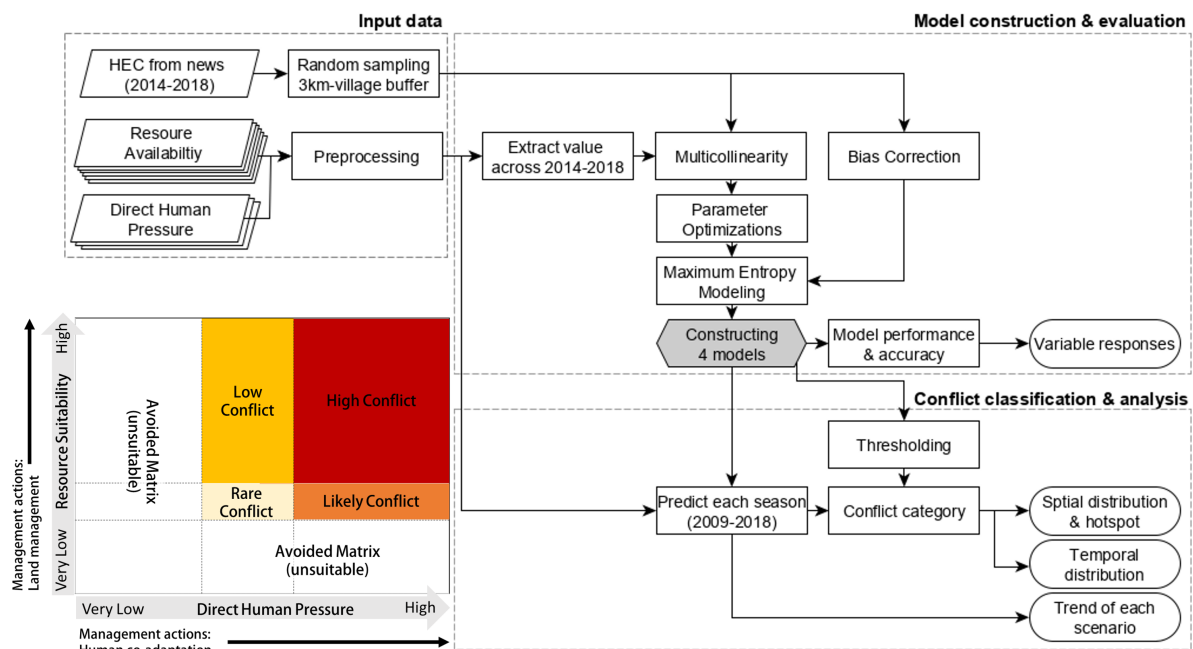 Input data
Model construction & evaluation
HEC from news
(2014-2018)
Random sampling
3km-village buffer
Resoure
Availabiltiy
Preprocessing
Direct Human
Pressure
Extract value
across 2014-2018
Multicollinearity
Bias Correction
Parameter
Optimizations
Maximum Entropy
Modeling
Constructing
4 models
Model performance
& accuracy
Variable responses
Conflict classification & analysis
Thresholding
Predict each season
(2009-2018)
Conflict category
Sptial distribution
& hotspot
Temporal
distribution
Trend of each
scenario
Management actions:
Land management
Very Low
Resource Suitability
High
Avoided Matrix
(unsuitable)
Low
Conflict
High Conflict
Rare
Conflict
Likely Conflict
Avoided Matrix
(unsuitable)
Very Low
Direct Human Pressure
High
Management actions:
Human co-adaptation